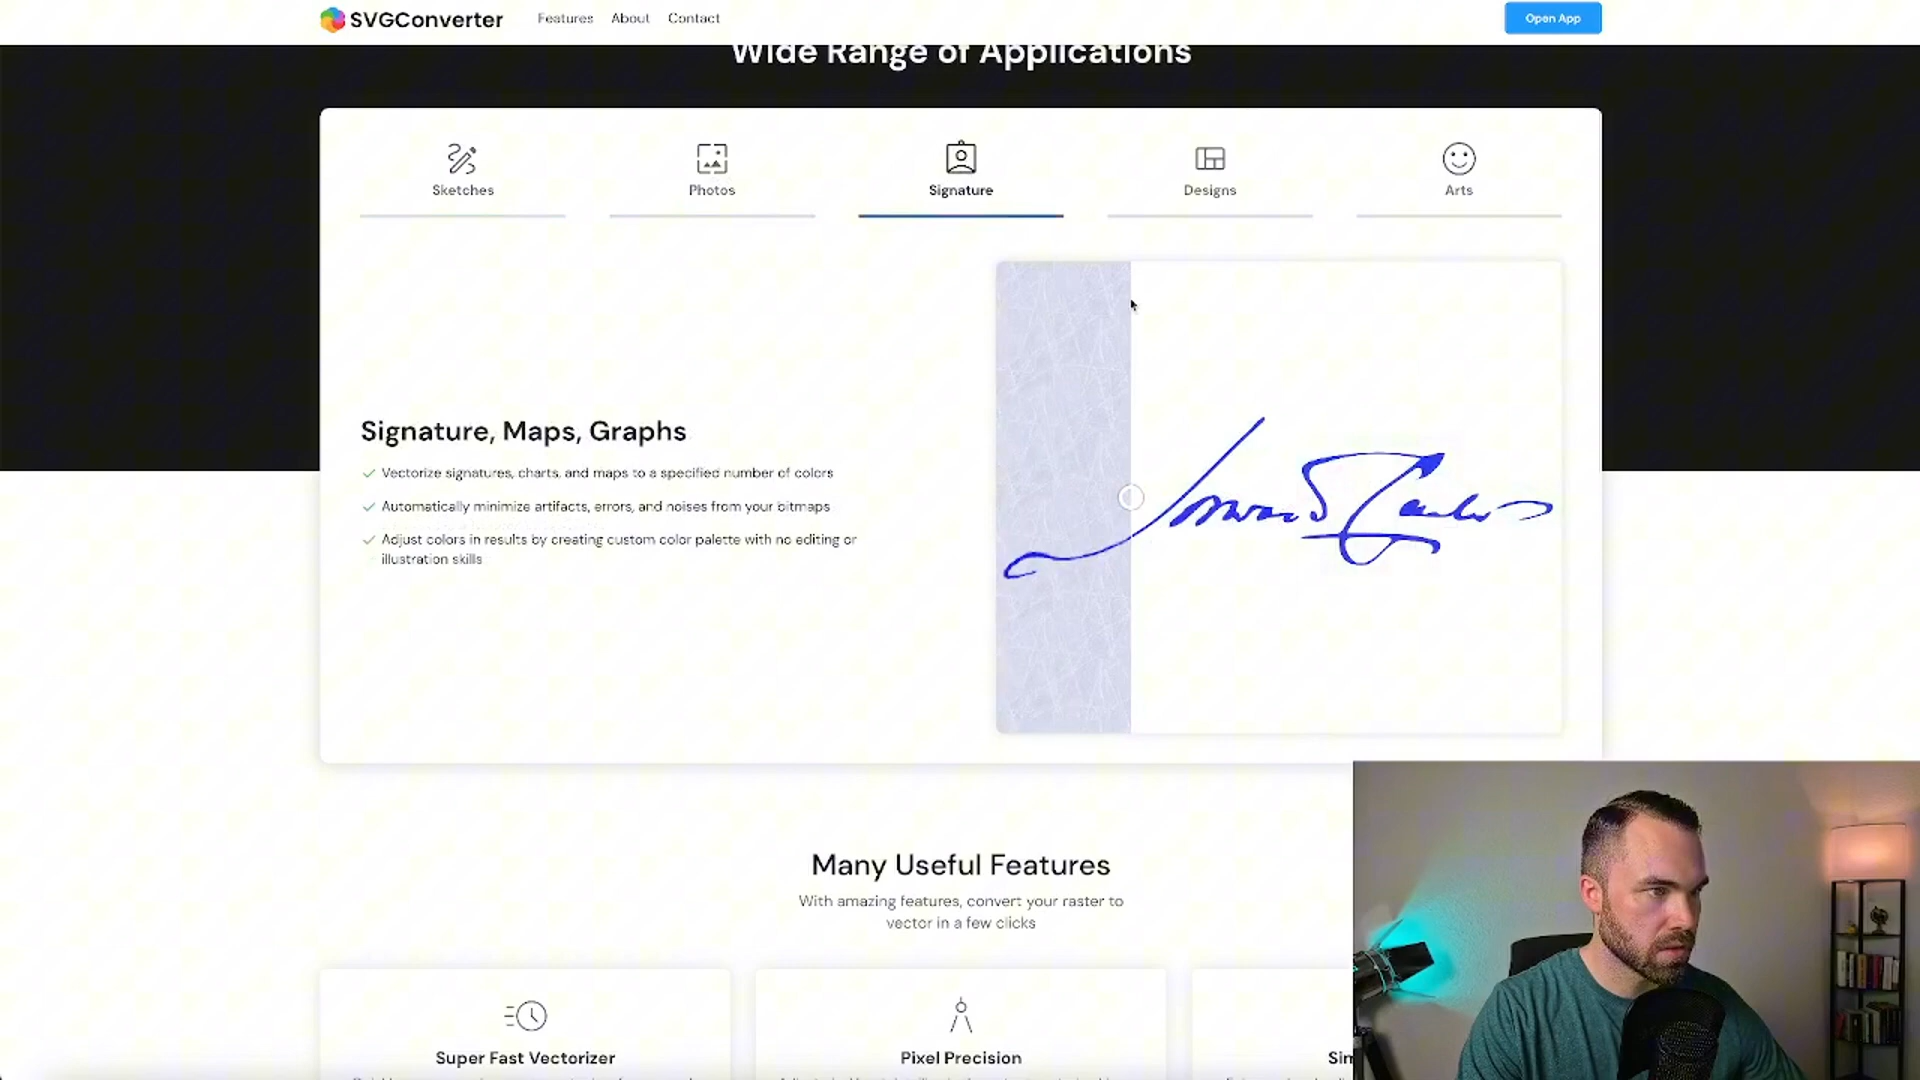 SVGConverter Features About Contact Open App
Wide Range of Applications
Sketches Photos Signature Designs Arts
Signature, Maps, Graphs
Vectorize signatures, charts, and maps to a specified number of colors
Automatically minimize artifacts, errors, and noises from your bitmaps
Adjust colors in results by creating custom color palette with no editing or
illustration skills
Many Useful Features
With amazing features, convert your raster to
vector in a few clicks
Super Fast Vectorizer Pixel Precision